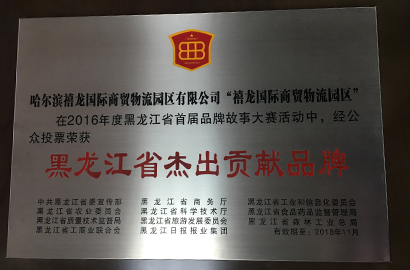 哈尔滨禧龙国际商贸物流园区有限公司“禧龙国际商贸物流园区”
在2016年度黑龙江省首届品牌故事大赛活动中，经公
众投票荣获
黑龙江省杰出贡献品牌
中共黑龙江省委宣传部 黑龙江省商务厅 黑龙江省工业和信息化委员会
黑龙江省农业委员会 黑龙江省科学技术厅 黑龙江省食品药品监督管理局
黑龙江省质量技术监督局 黑龙江省旅游发展委员会 黑龙江省森林工业总局
黑龙江省工商业联合会 黑龙江日报报业集团 有效期至：2018年11月